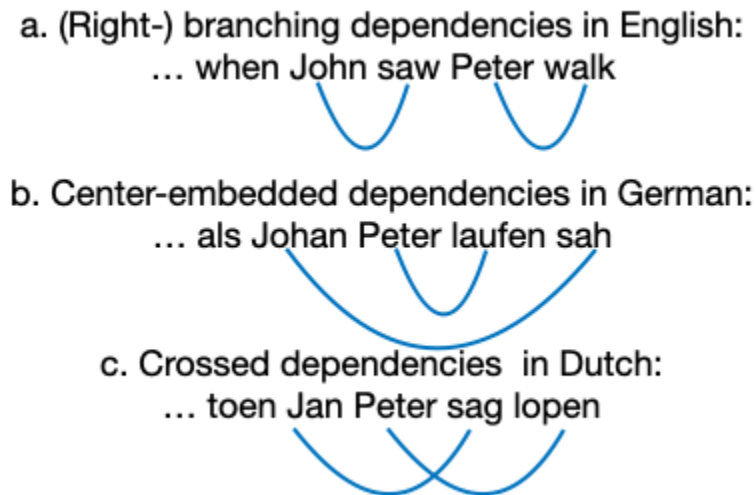 a. (Right-) branching dependencies in English:
... when John saw Peter walk
b. Center-embedded dependencies in German:
... als Johan Peter laufen sah
c. Crossed dependencies in Dutch:
... toen Jan Peter sag lopen